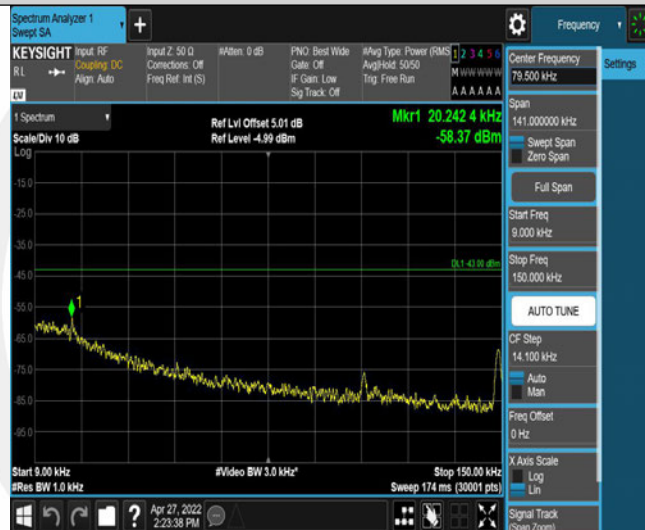 Spectrum Analyzer 1
Swept SA
+
Frequency
KEYSIGHT
RL
Input: RF
Coupling: DC
Align: Auto
Input Z: 50 Ω
Corrections: Off
Freq Ref: Int (S)
#Atten: 0 dB
PNO: Best Wide
Gate: Off
IF Gain: Low
Sig Track: Off
#Avg Type: Power (RMS
Avg|Hold: 50/50
Trig: Free Run
1 2 3 4 5 6
M W W W W W
A A A A A A
LXI
1 Spectrum
Scale/Div 10 dB
Log
Ref Lvl Offset 5.01 dB
Ref Level -4.99 dBm
Mkr1 20.242 4 kHz
-58.37 dBm
-15.0
-25.0
-35.0
-45.0
-55.0
-65.0
-75.0
-85.0
-95.0
DL1 -43.00 dBm
1
Start 9.00 kHz
#Res BW 1.0 kHz
#Video BW 3.0 kHz*
Stop 150.00 kHz
Sweep 174 ms (30001 pts)
Apr 27, 2022
2:23:38 PM
?
Center Frequency
79.500 kHz
Settings
Span
141.000000 kHz
Swept Span
Zero Span
Full Span
Start Freq
9.000 kHz
Stop Freq
150.000 kHz
AUTO TUNE
CF Step
14.100 kHz
Auto
Man
Freq Offset
0 Hz
X Axis Scale
Log
Lin
Signal Track
(Span Zoom)